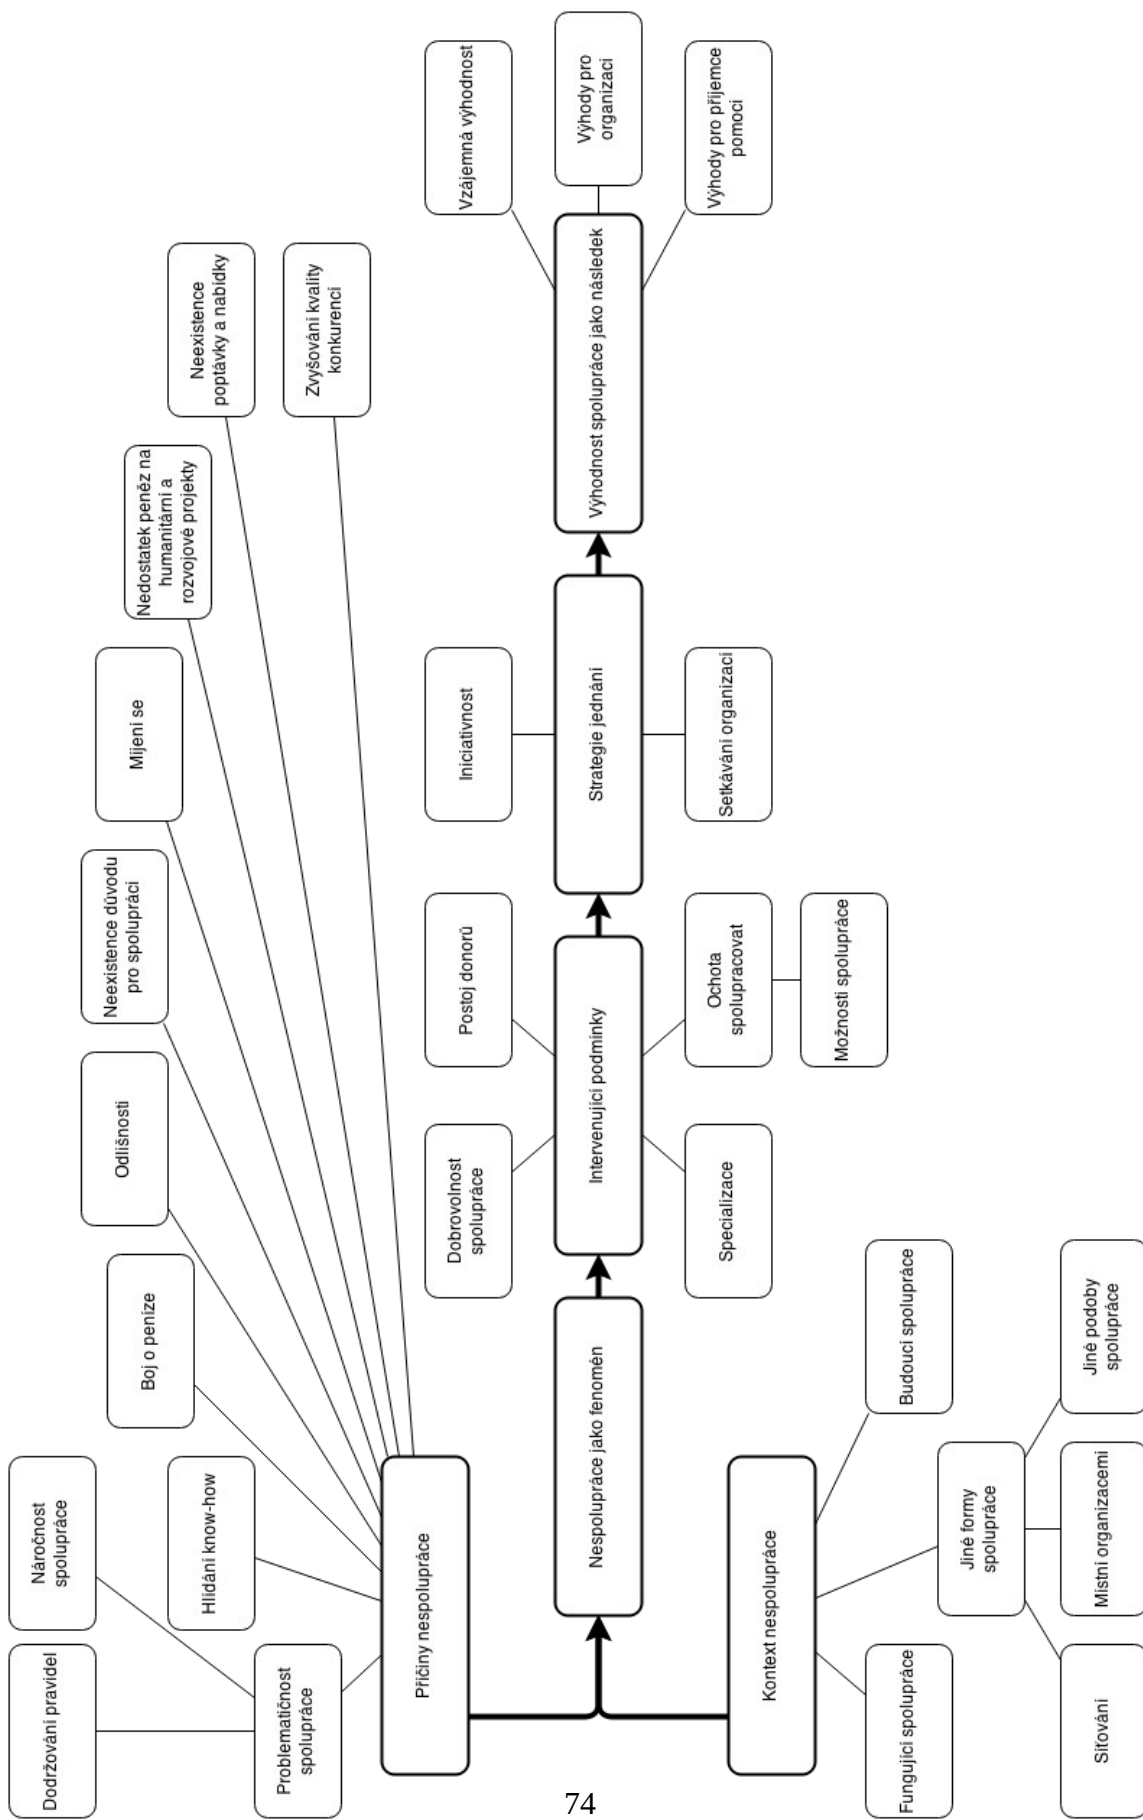 Dodržování pravidel
Náročnost
spolupráce
Problematičnost
spolupráce
Hlídání know-how
Boj o peníze
Odlišnosti
Neexistence důvodu
pro spolupráci
Míjení se
Nedostatek peněz na
humanitární a
rozvojové projekty
Neexistence
poptávky a nabídky
Zvyšování kvality
konkurencí
Příčiny nespolupráce
Dobrovolnost
spolupráce
Postoj donorů
Iniciativnost
Vzájemná výhodnost
Nespolupráce jako fenomén
Intervenující podmínky
Strategie jednání
Výhodnost spolupráce jako následek
Výhody pro
organizaci
Specializace
Ochota
spolupracovat
Setkávání organizací
Výhody pro příjemce
pomoci
Kontext nespolupráce
Možnosti spolupráce
Fungující spolupráce
Budoucí spolupráce
Jiné formy
spolupráce
Síťování
Místní organizacemi
Jiné podoby
spolupráce
74